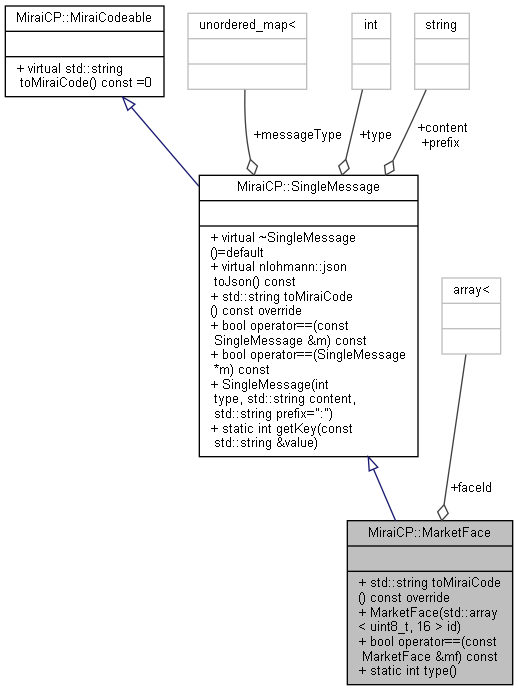 MiraiCP::MiraiCodeable
+ virtual std::string
toMiraiCode() const =0
unordered_map<
int
string
+messageType
+type
+content
+prefix
MiraiCP::SingleMessage
+ virtual ~SingleMessage
()=default
+ virtual nlohmann::json
toJson() const
+ std::string toMiraiCode
() const override
+ bool operator==(const
SingleMessage &m) const
+ bool operator==(SingleMessage
*m) const
+ SingleMessage(int
type, std::string content,
std::string prefix=":")
+ static int getKey(const
std::string &value)
array<
+faceId
MiraiCP::MarketFace
+ std::string toMiraiCode
() const override
+ MarketFace(std::array
< uint8_t, 16 > id)
+ bool operator==(const
MarketFace &mf) const
+ static int type()